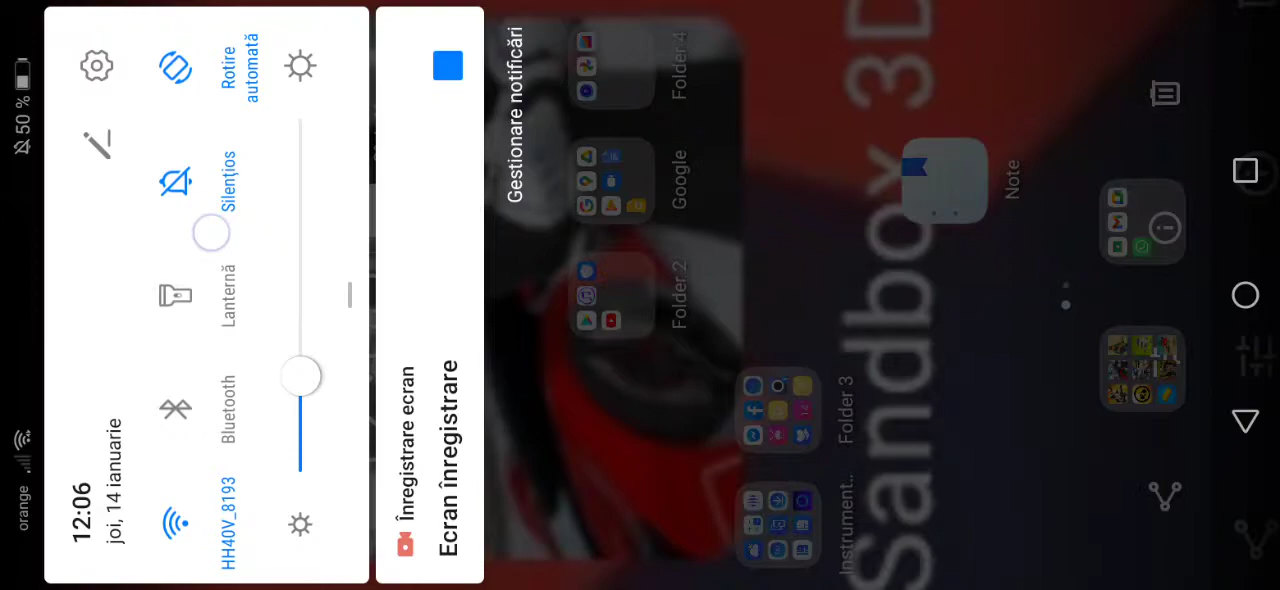 orange
50 %
12:06
joi, 14 ianuarie
HH40V_8193
Bluetooth
Lanternă
Silențios
Rotire
automată
Înregistrare ecran
Ecran înregistrare
Gestionare notificări
Folder 2
Google
Folder 4
Instrument...
Folder 3
Sandbox 3D
Note